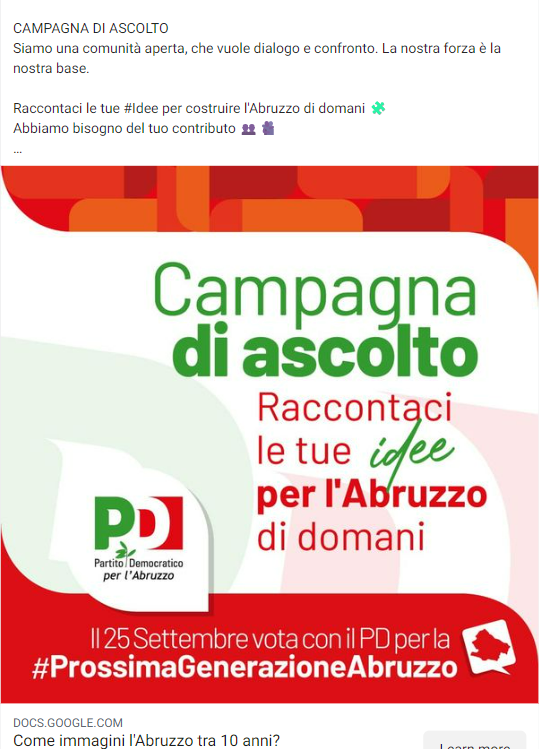 CAMPAGNA DI ASCOLTO
Siamo una comunità aperta, che vuole dialogo e confronto. La nostra forza è la
nostra base.
Raccontaci le tue #Idee per costruire l'Abruzzo di domani
Abbiamo bisogno del tuo contributo
...
Campagna
di ascolto
Raccontaci
le tue idee
per l'Abruzzo
di domani
PD
Partito Democratico
per l'Abruzzo
Il 25 Settembre vota con il PD per la
#ProssimaGenerazioneAbruzzo
DOCS.GOOGLE.COM
Come immagini l'Abruzzo tra 10 anni?
Learn more